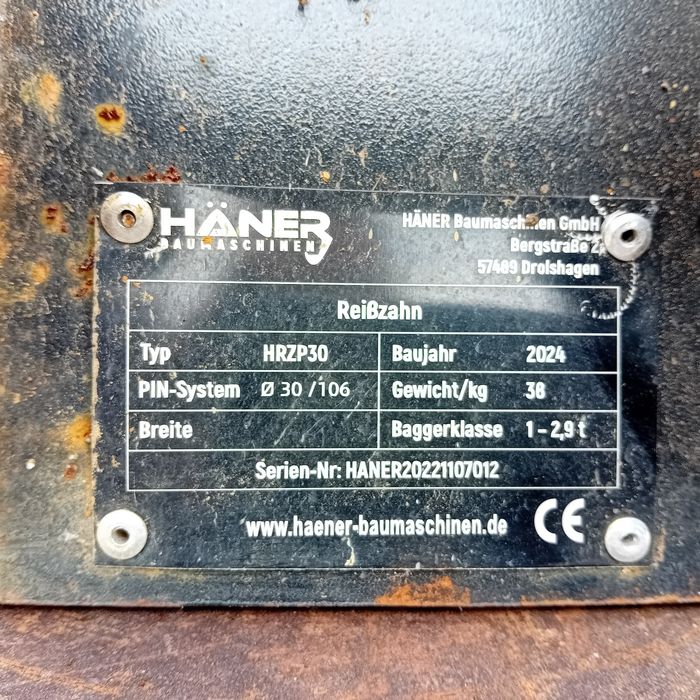 HÄNER
BAUMASCHINEN
HÄNER Baumaschinen GmbH
Bergstraße 2
57489 Drolshagen
Reißzahn
Typ HRZP30 Baujahr 2024
PIN-System Ø 30 /106 Gewicht/kg 38
Breite Baggerklasse 1 – 2,9 t
Serien-Nr: HANER20221107012
www.haener-baumaschinen.de CE